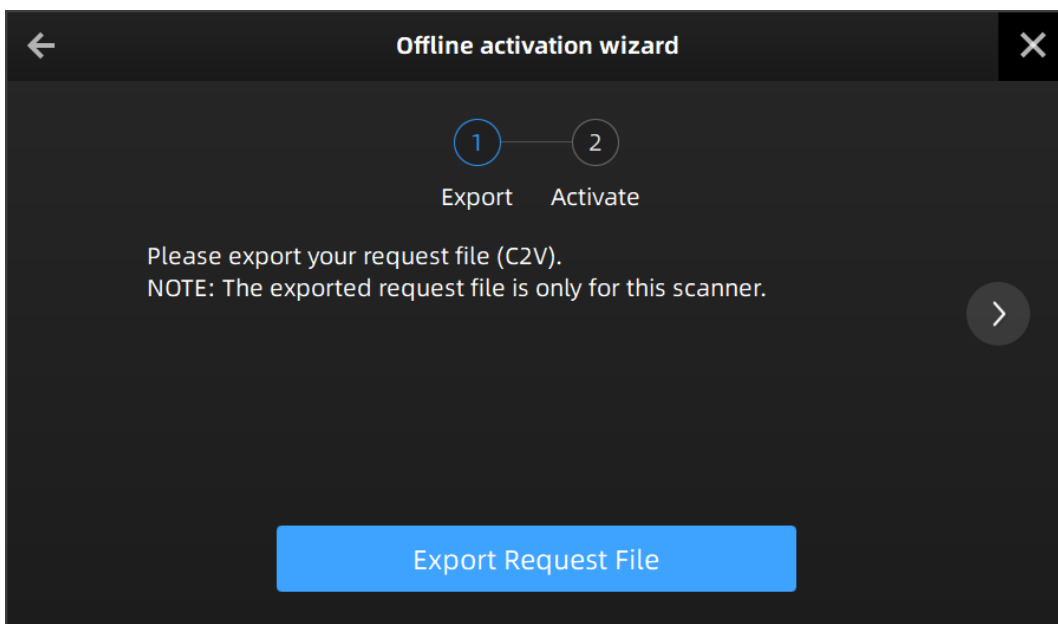 Offline activation wizard
1
2
Export
Activate
Please export your request file (C2V).
NOTE: The exported request file is only for this scanner.
Export Request File